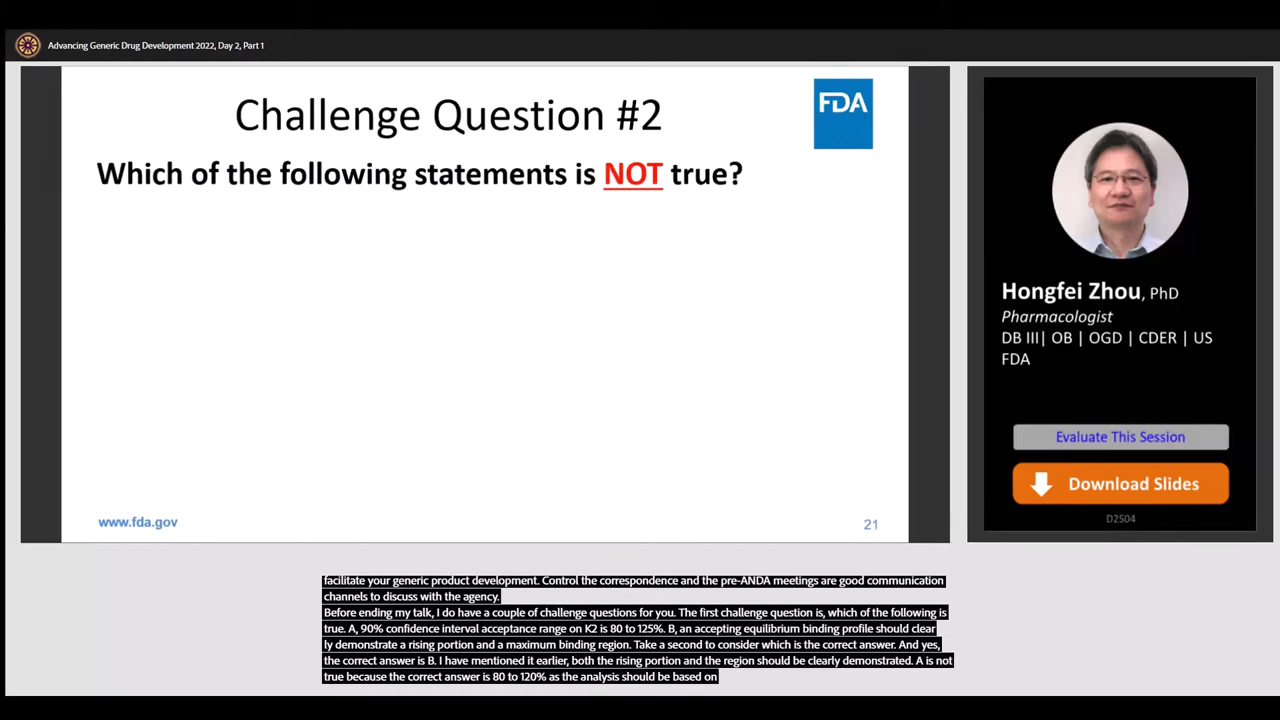 Advancing Generic Drug Development 2022, Day 2, Part 1
Challenge Question #2
FDA
Which of the following statements is NOT true?
www.fda.gov
21
Hongfei Zhou, PhD
Pharmacologist
DB III| OB | OGD | CDER | US
FDA
Evaluate This Session
Download Slides
D2S04
facilitate your generic product development. Control the correspondence and the pre-ANDA meetings are good communication
channels to discuss with the agency.
Before ending my talk, I do have a couple of challenge questions for you. The first challenge question is, which of the following is
true. A, 90% confidence interval acceptance range on K2 is 80 to 125%. B, an accepting equilibrium binding profile should clear
ly demonstrate a rising portion and a maximum binding region. Take a second to consider which is the correct answer. And yes,
the correct answer is B. I have mentioned it earlier, both the rising portion and the region should be clearly demonstrated. A is not
true because the correct answer is 80 to 120% as the analysis should be based on